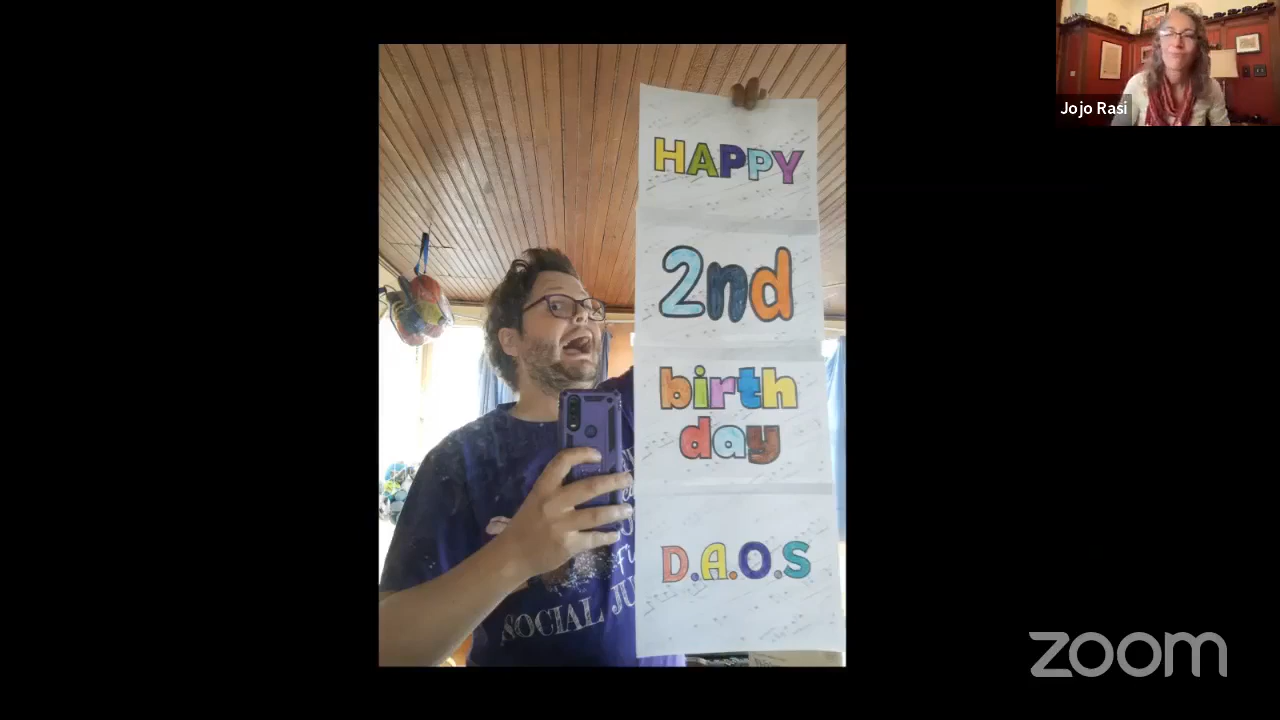 HAPPY
2nd
birth
day
D.A.O.S
SOCIAL JU
Jojo Rasi
zoom